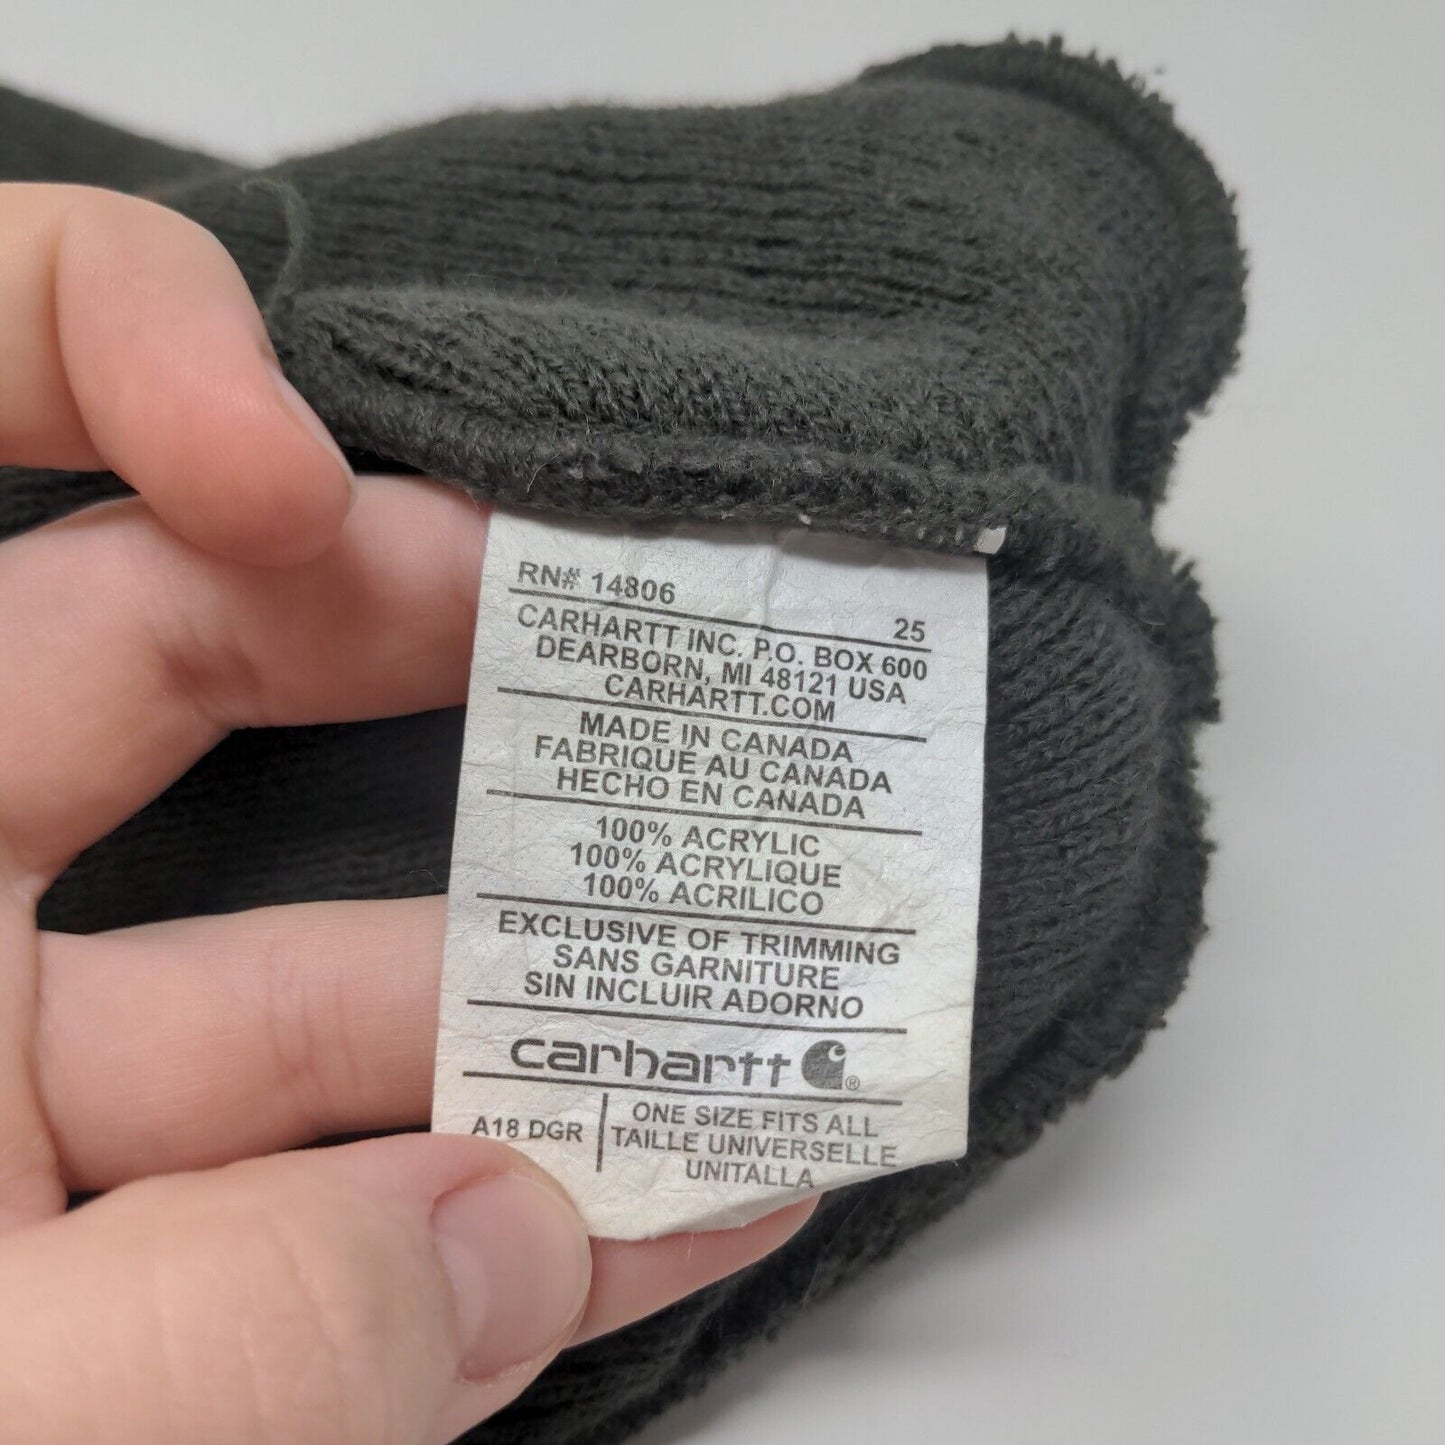 RN# 14806
25
CARHARTT INC. P.O. BOX 600
DEARBORN, MI 48121 USA
CARHARTT.COM
MADE IN CANADA
FABRIQUÉ AU CANADA
HECHO EN CANADA
100% ACRYLIC
100% ACRYLIQUE
100% ACRILICO
EXCLUSIVE OF TRIMMING
SANS GARNITURE
SIN INCLUIR ADORNO
carhartt ®
A18 DGR
ONE SIZE FITS ALL
TAILLE UNIVERSELLE
UNITALLA